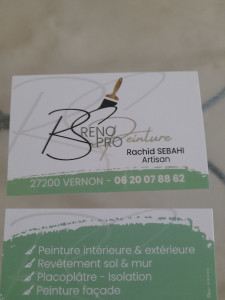 BS RENO
PRO Peinture
Rachid SEBAHI
Artisan
27200 VERNON - 06 20 07 88 62
Peinture intérieure & extérieure
Revêtement sol & mur
Placoplâtre - Isolation
Peinture façade